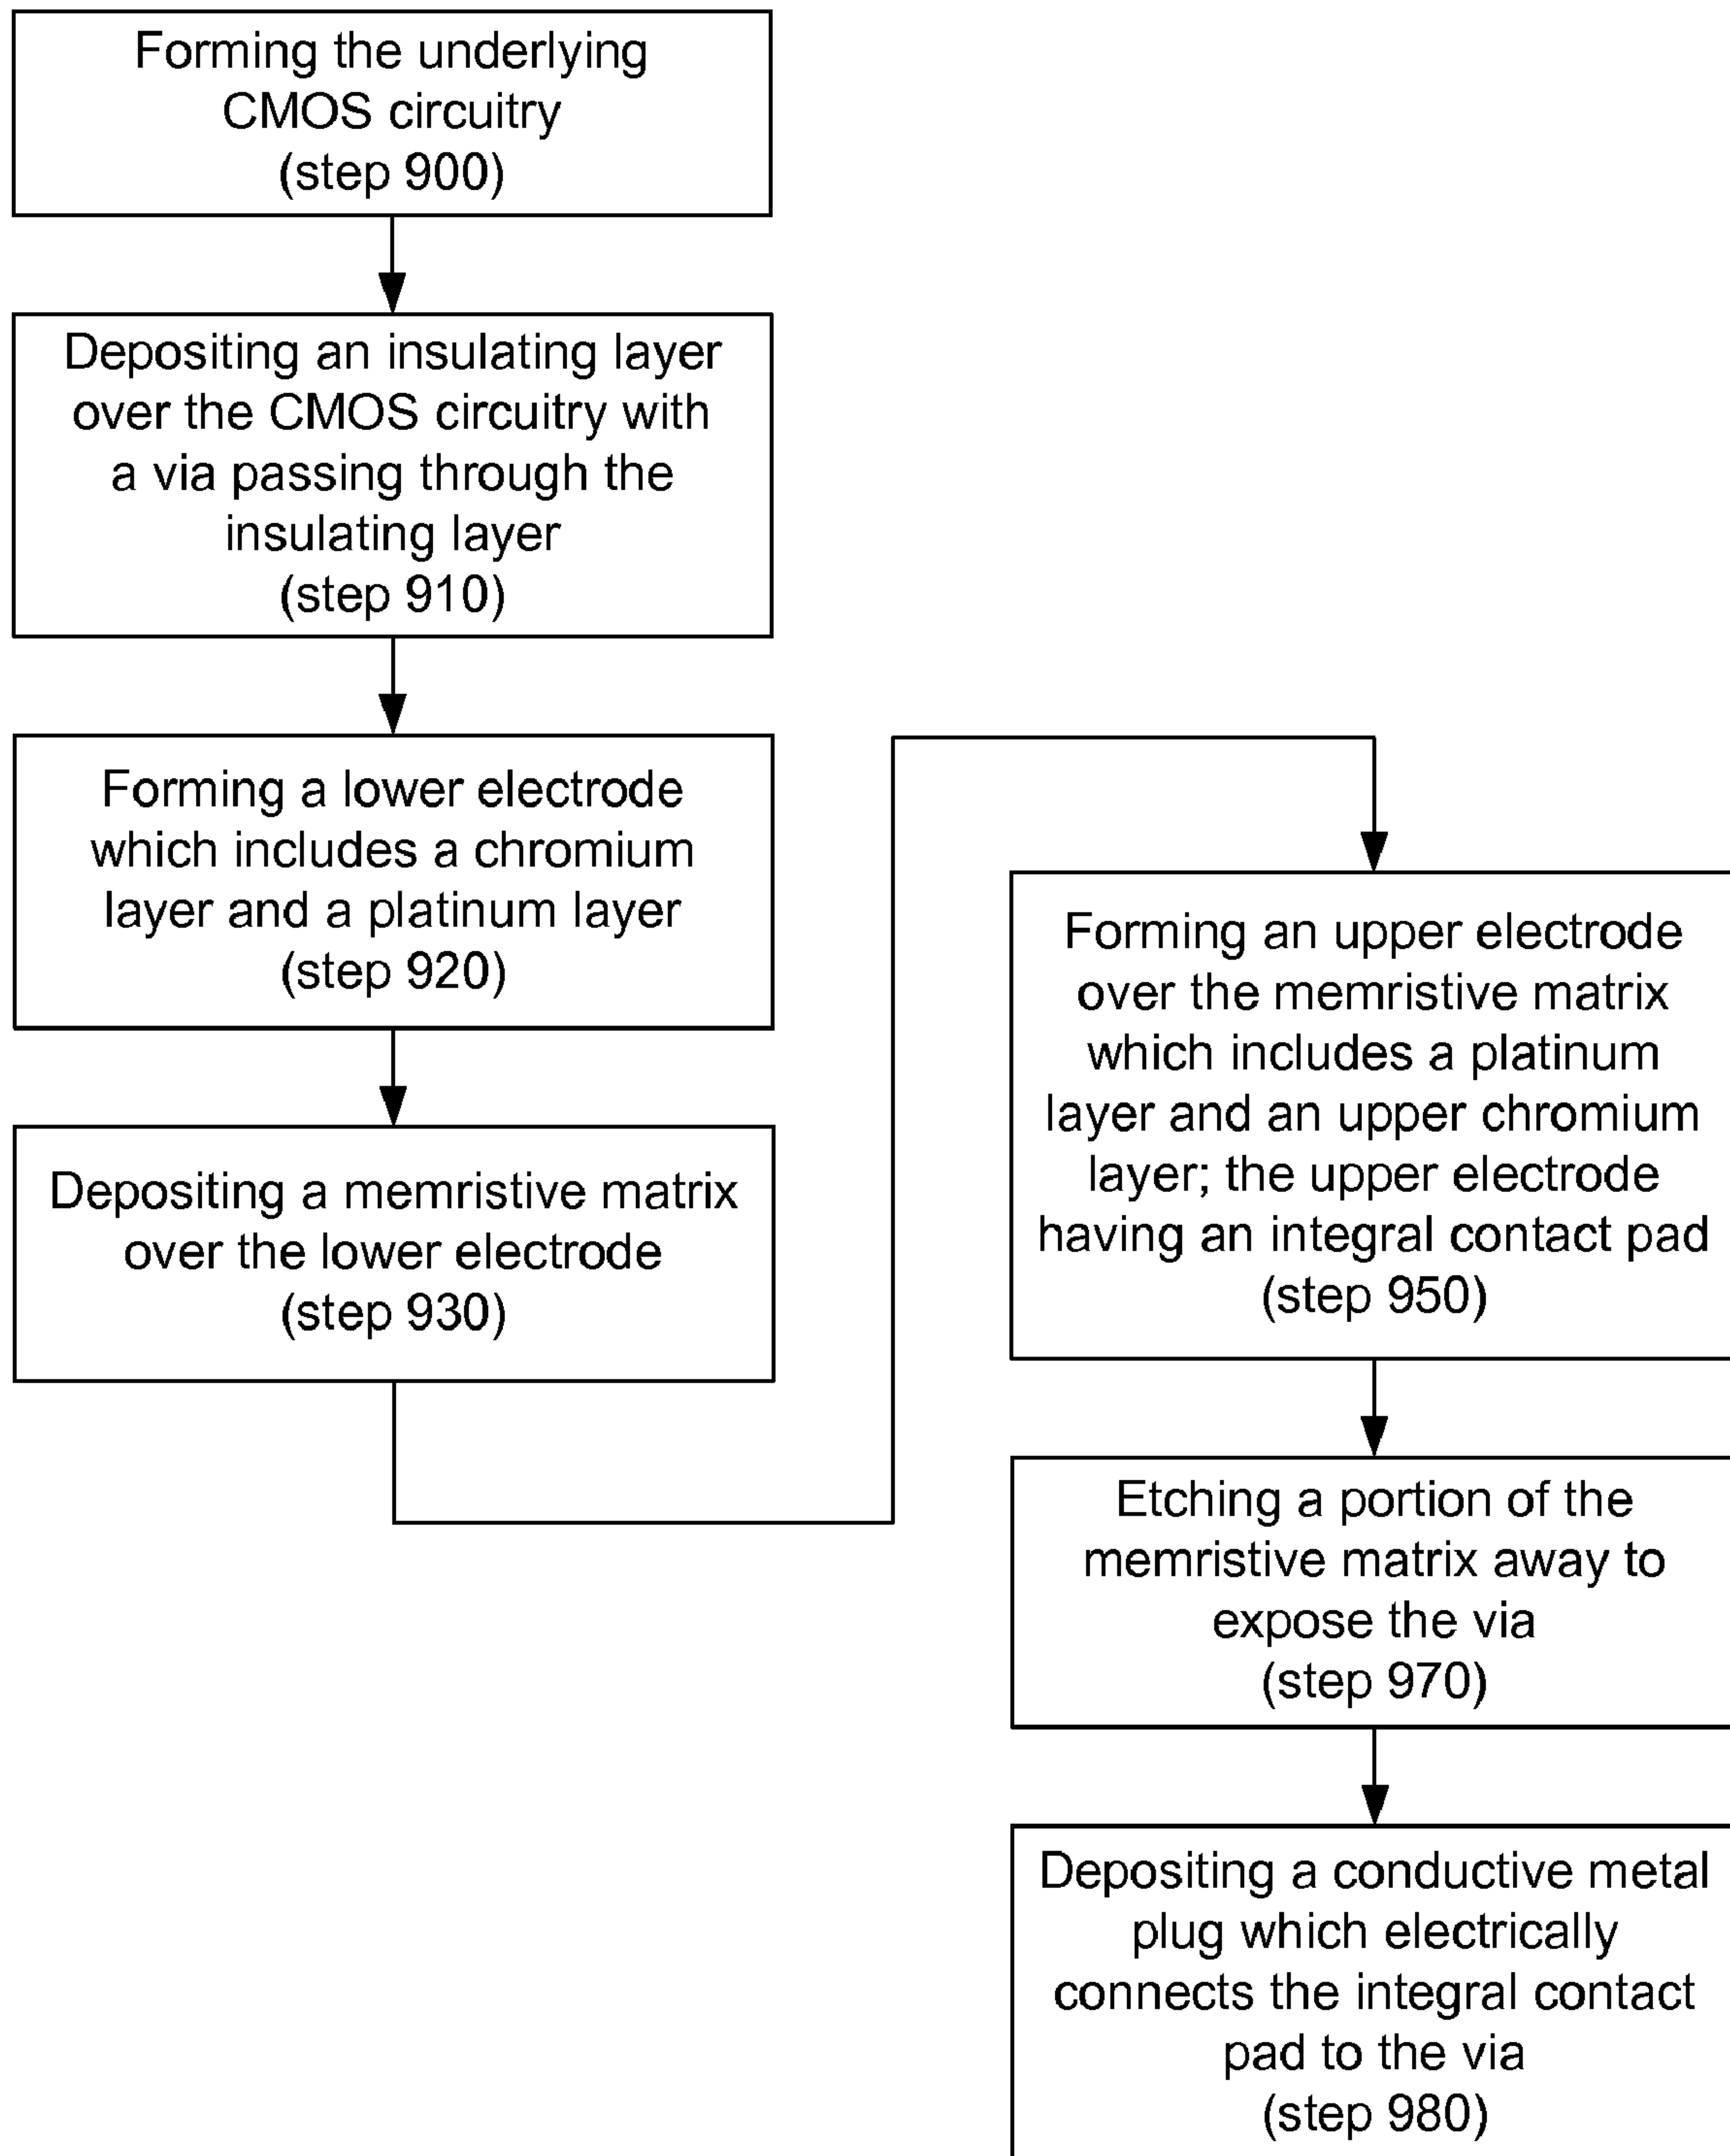 Forming the underlying
CMOS circuitry
(step 900)
Depositing an insulating layer
over the CMOS circuitry with
a via passing through the
insulating layer
(step 910)
Forming a lower electrode
which includes a chromium
layer and a platinum layer
(step 920)
Depositing a memristive matrix
over the lower electrode
(step 930)
Forming an upper electrode
over the memristive matrix
which includes a platinum
layer and an upper chromium
layer; the upper electrode
having an integral contact pad
(step 950)
Etching a portion of the
memristive matrix away to
expose the via
(step 970)
Depositing a conductive metal
plug which electrically
connects the integral contact
pad to the via
(step 980)